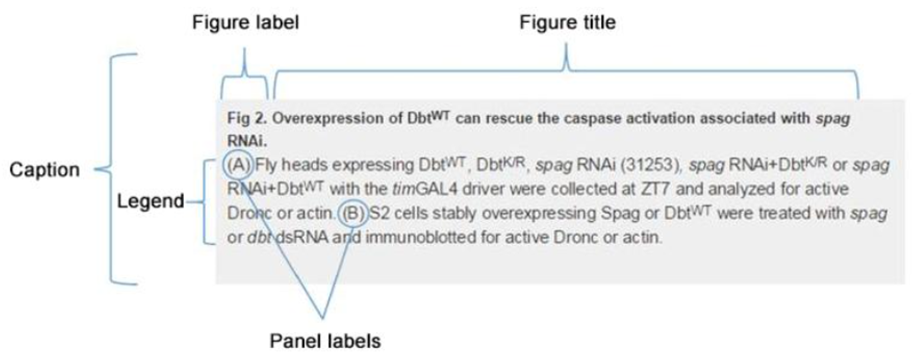 Figure label
Figure title
Fig 2. Overexpression of DbtWT can rescue the caspase activation associated with spag
RNAi.
Caption
(A) Fly heads expressing DbtWT, DbtK/R, spag RNAi (31253), spag RNAi+DbtK/R or spag
Legend
RNAi+DbtWT with the timGAL4 driver were collected at ZT7 and analyzed for active
Dronc or actin. (B) S2 cells stably overexpressing Spag or DbtWT were treated with spag
or dbt dsRNA and immunoblotted for active Dronc or actin.
Panel labels